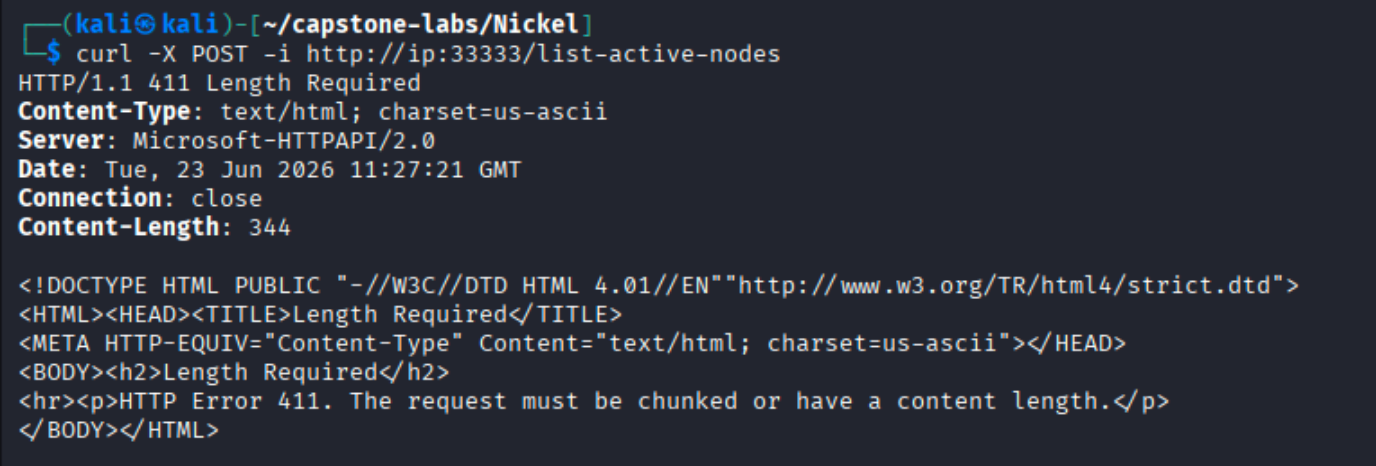 ┌──(kali㉿kali)-[~/capstone-labs/Nickel]
└─$ curl -X POST -i http://ip:33333/list-active-nodes
HTTP/1.1 411 Length Required
Content-Type: text/html; charset=us-ascii
Server: Microsoft-HTTPAPI/2.0
Date: Tue, 23 Jun 2026 11:27:21 GMT
Connection: close
Content-Length: 344

<!DOCTYPE HTML PUBLIC "-//W3C//DTD HTML 4.01//EN""http://www.w3.org/TR/html4/strict.dtd">
<HTML><HEAD><TITLE>Length Required</TITLE>
<META HTTP-EQUIV="Content-Type" Content="text/html; charset=us-ascii"></HEAD>
<BODY><h2>Length Required</h2>
<hr><p>HTTP Error 411. The request must be chunked or have a content length.</p>
</BODY></HTML>